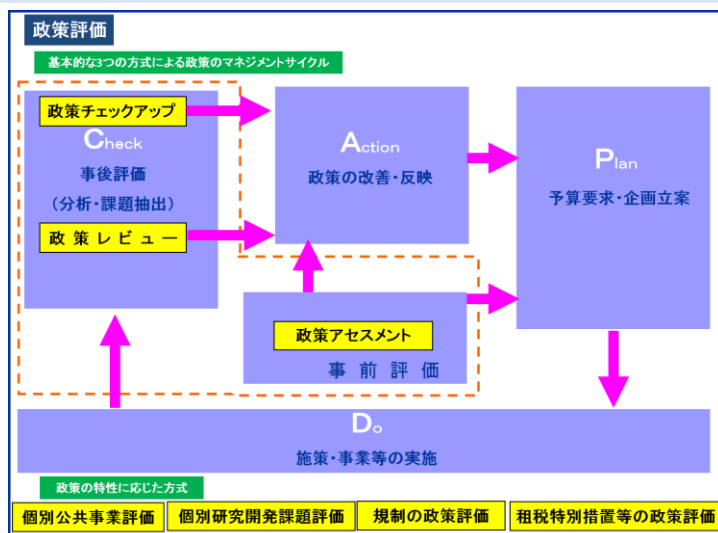 政策評価
基本的な3つの方式による政策のマネジメントサイクル
政策チェックアップ
Check
事後評価
（分析・課題抽出）
政策レビュー
Action
政策の改善・反映
Plan
予算要求・企画立案
政策アセスメント
事前評価
Do
施策・事業等の実施
政策の特性に応じた方式
個別公共事業評価
個別研究開発課題評価
規制の政策評価
租税特別措置等の政策評価